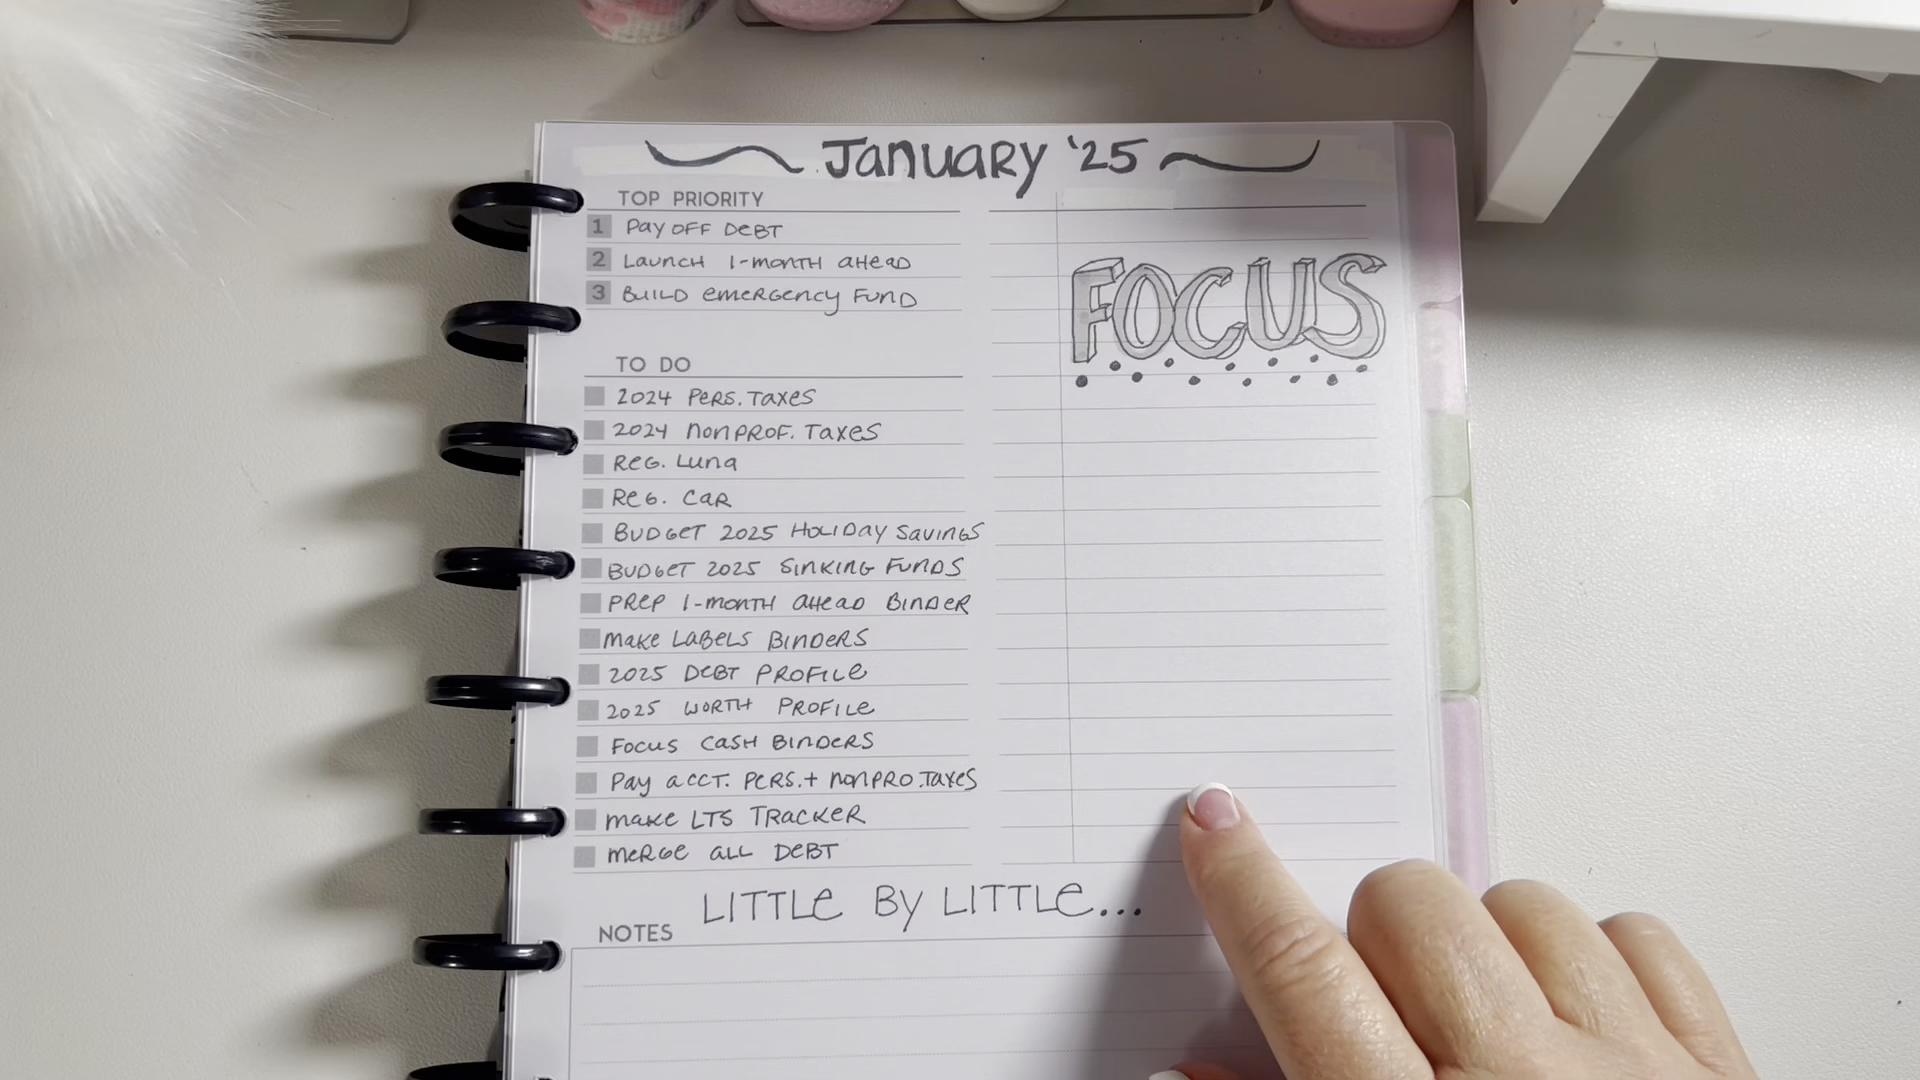 January '25
TOP PRIORITY
1 PAY OFF DEBT
2 LAUNCH 1-MONTH AHEAD
3 BUILD EMERGENCY FUND
FOCUS
TO DO
2024 PERS. TAXES
2024 NONPROF. TAXES
REG. LUNA
REG. CAR
BUDGET 2025 HOLIDAY SAVINGS
BUDGET 2025 SINKING FUNDS
PREP 1-MONTH AHEAD BINDER
MAKE LABELS BINDERS
2025 DEBT PROFILE
2025 WORTH PROFILE
FOCUS CASH BINDERS
PAY ACCT. PERS.+ NONPRO.TAXES
MAKE LTS TRACKER
MERGE ALL DEBT
LITTLE BY LITTLE...
NOTES